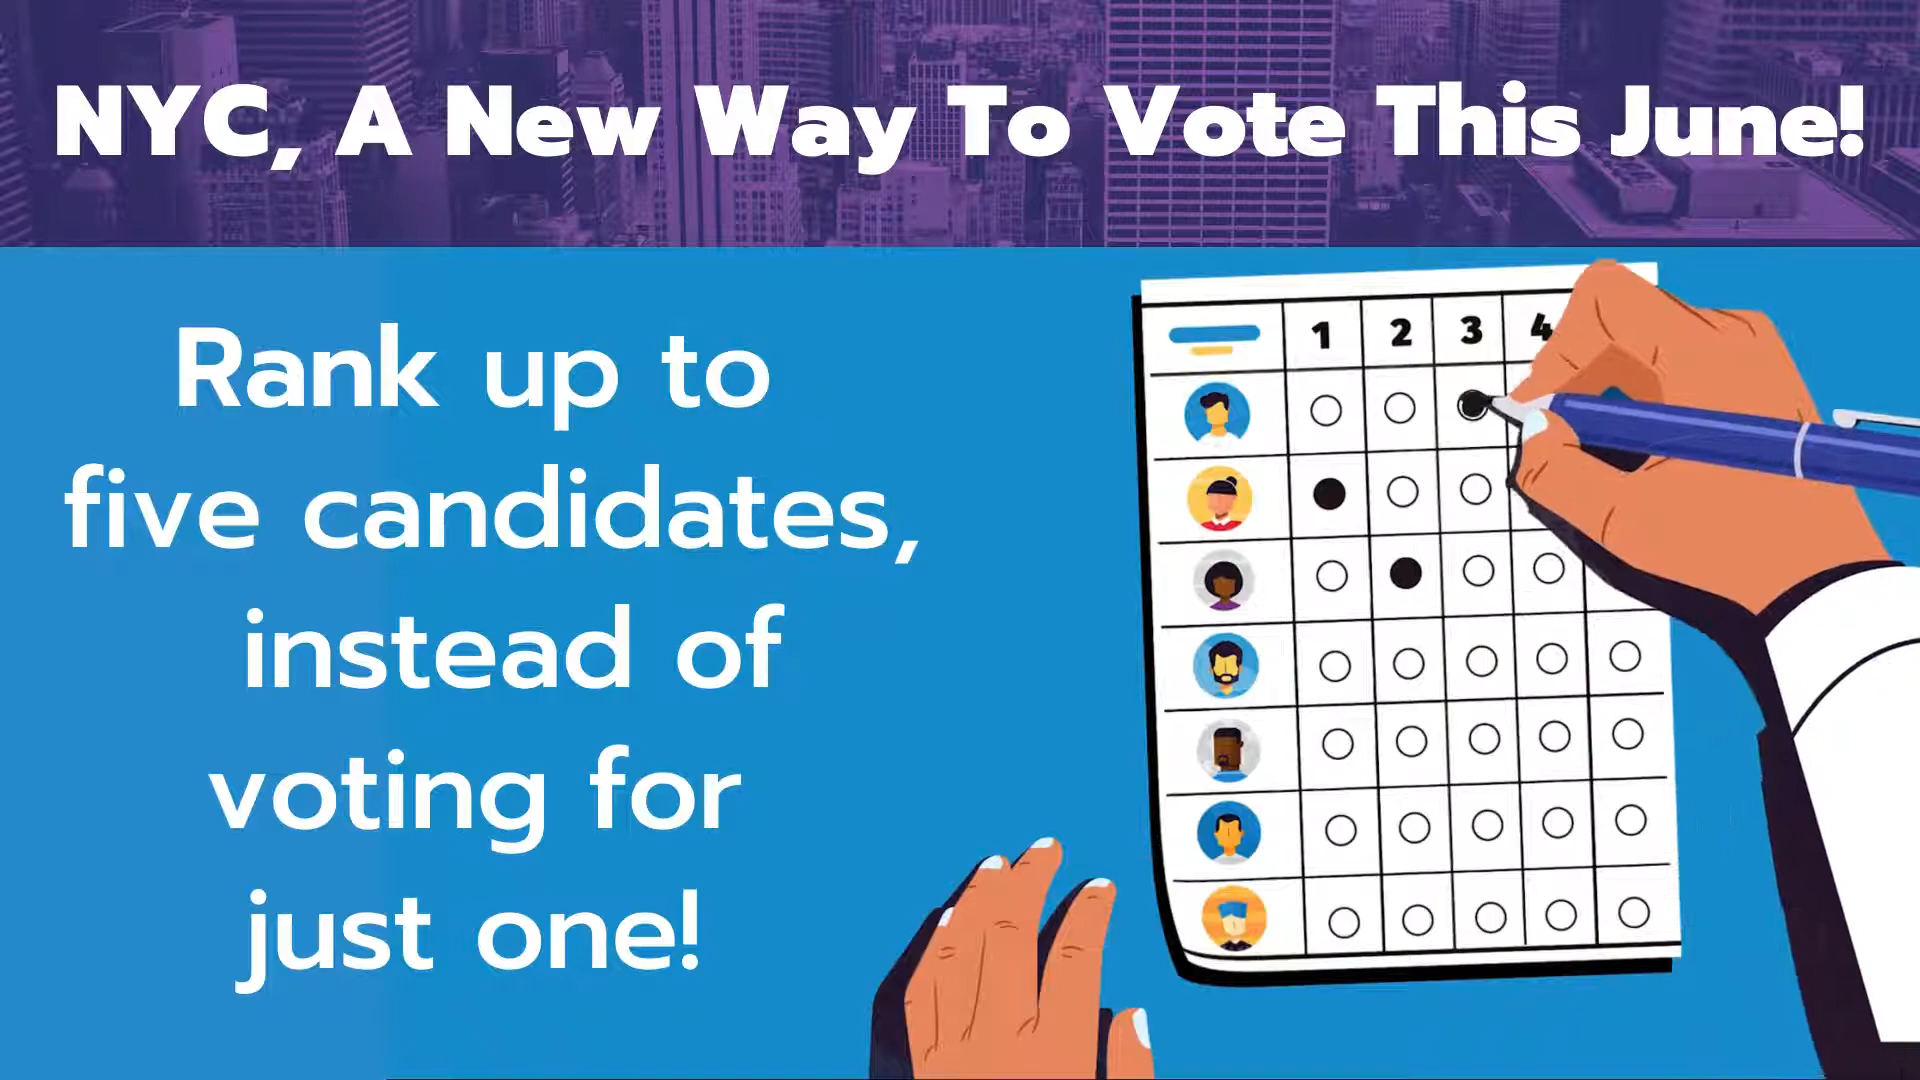 NYC, A New Way To Vote This June!
Rank up to
five candidates,
instead of
voting for
just one!
1 2 3 4